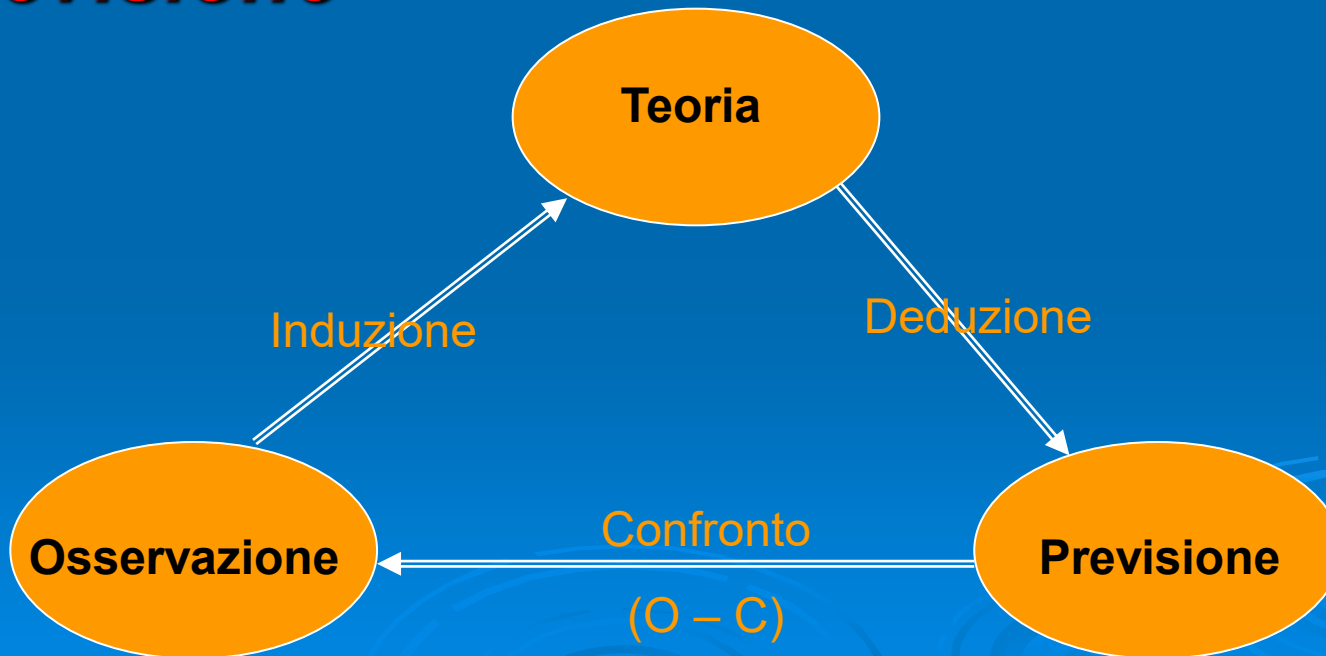 Teoria
Induzione
Deduzione
Osservazione
Confronto
(O – C)
Previsione